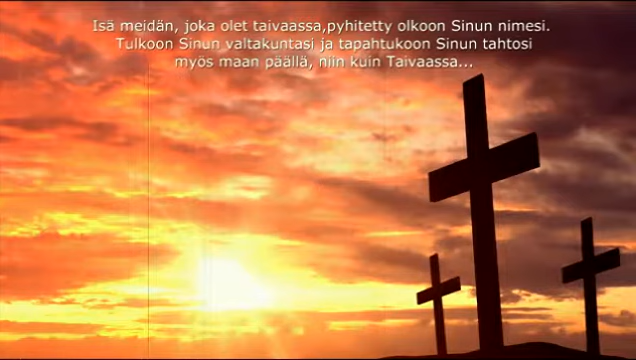 Isä meidän, joka olet taivaassa,pyhitetty olkoon Sinun nimesi.
Tulkoon Sinun valtakuntasi ja tapahtukoon Sinun tahtosi
myös maan päällä, niin kuin Taivaassa...